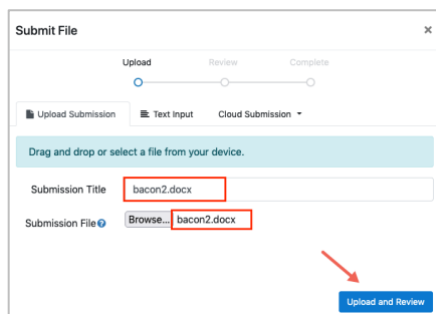 Submit File ×
Upload Review Complete
Upload Submission Text Input Cloud Submission
Drag and drop or select a file from your device.
Submission Title bacon2.docx
Submission File ? Browse... bacon2.docx
Upload and Review